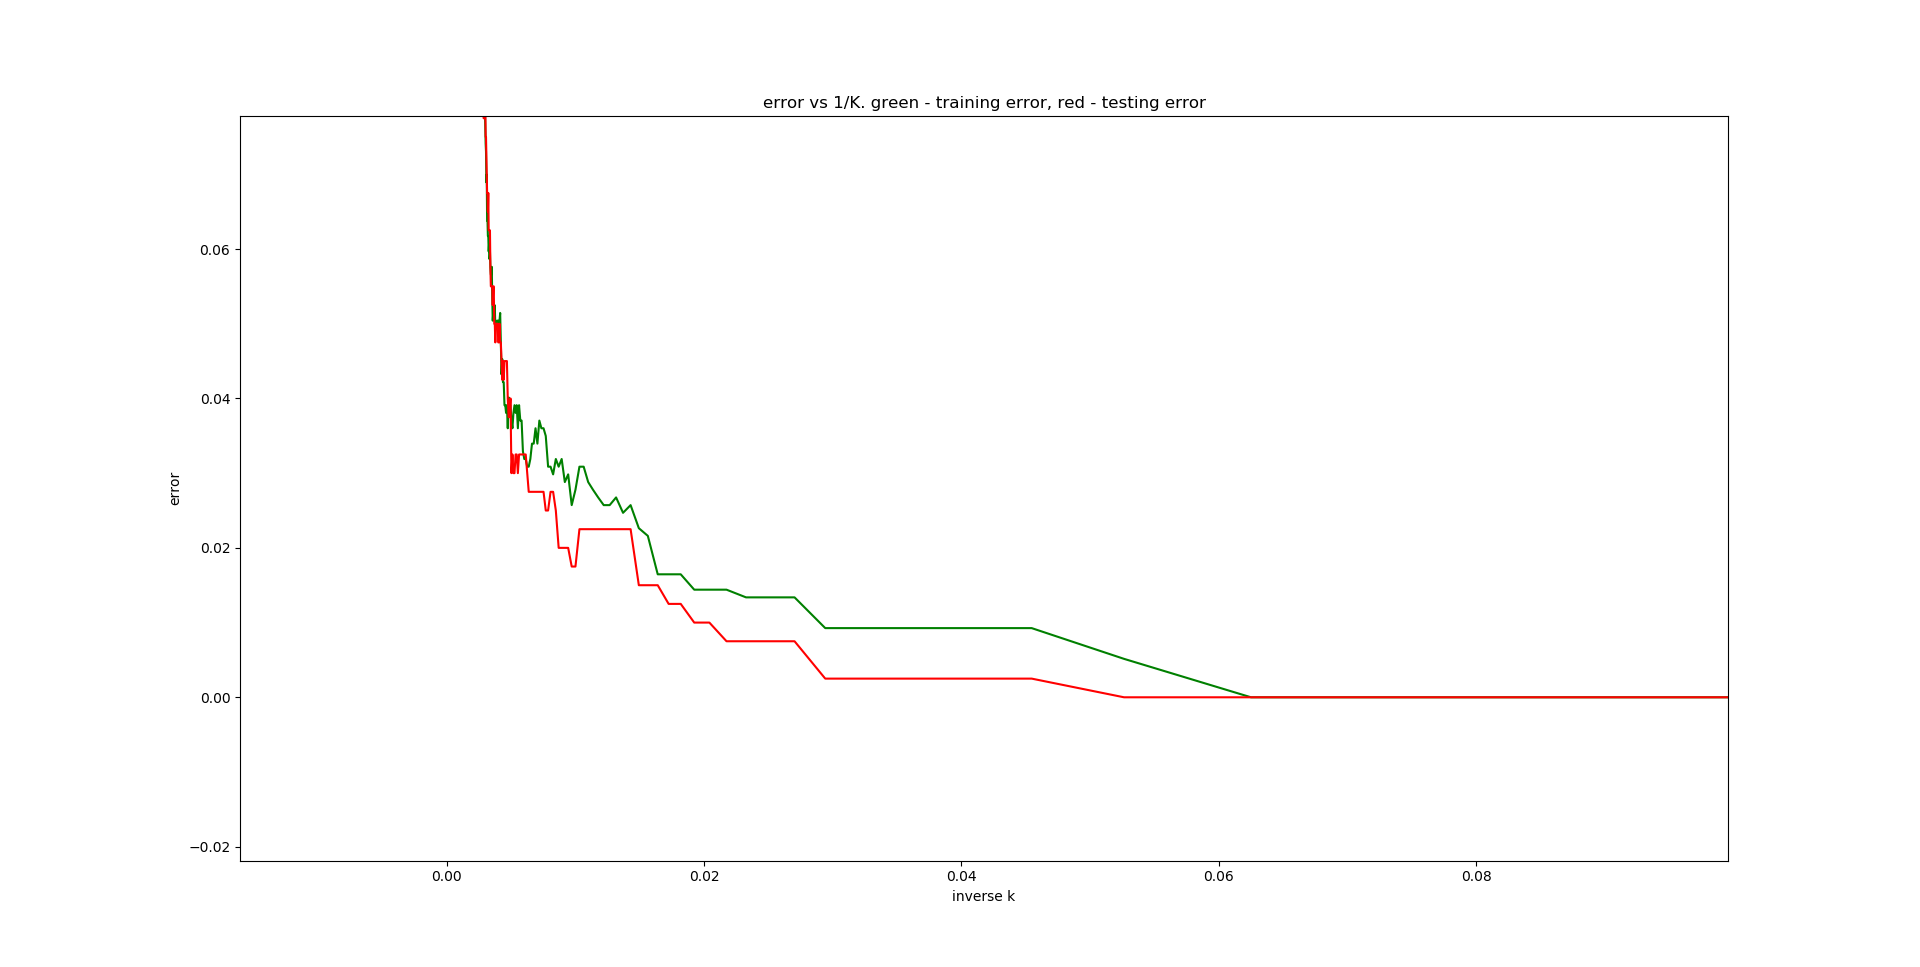 error vs 1/K. green - training error, red - testing error
error
0.06
0.04
0.02
0.00
−0.02
0.00 0.02 0.04 0.06 0.08
inverse k